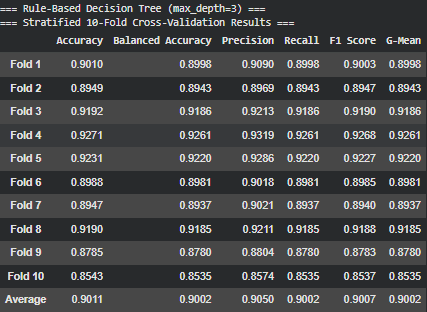 === Rule-Based Decision Tree (max_depth=3) ===
=== Stratified 10-Fold Cross-Validation Results ===
Accuracy Balanced Accuracy Precision Recall F1 Score G-Mean
Fold 1 0.9010 0.8998 0.9090 0.8998 0.9003 0.8998
Fold 2 0.8949 0.8943 0.8969 0.8943 0.8947 0.8943
Fold 3 0.9192 0.9186 0.9213 0.9186 0.9190 0.9186
Fold 4 0.9271 0.9261 0.9319 0.9261 0.9268 0.9261
Fold 5 0.9231 0.9220 0.9286 0.9220 0.9227 0.9220
Fold 6 0.8988 0.8981 0.9018 0.8981 0.8985 0.8981
Fold 7 0.8947 0.8937 0.9021 0.8937 0.8940 0.8937
Fold 8 0.9190 0.9185 0.9211 0.9185 0.9188 0.9185
Fold 9 0.8785 0.8780 0.8804 0.8780 0.8783 0.8780
Fold 10 0.8543 0.8535 0.8574 0.8535 0.8537 0.8535
Average 0.9011 0.9002 0.9050 0.9002 0.9007 0.9002